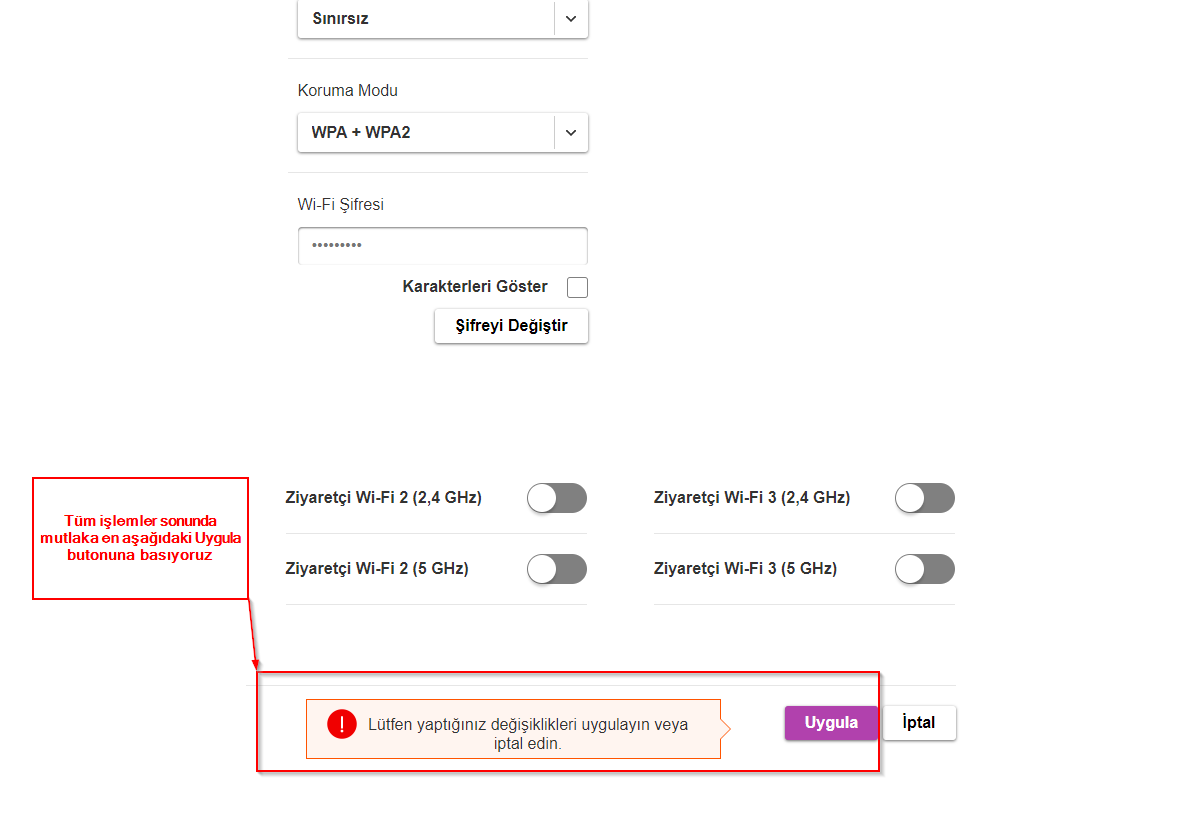 Sınırsız
Koruma Modu
WPA + WPA2
Wi-Fi Şifresi
•••••••••
Karakterleri Göster
Şifreyi Değiştir
Ziyaretçi Wi-Fi 2 (2,4 GHz)
Ziyaretçi Wi-Fi 3 (2,4 GHz)
Tüm işlemler sonunda
mutlaka en aşağıdaki Uygula
butonuna basıyoruz
Ziyaretçi Wi-Fi 2 (5 GHz)
Ziyaretçi Wi-Fi 3 (5 GHz)
Lütfen yaptığınız değişiklikleri uygulayın veya
iptal edin.
Uygula
İptal